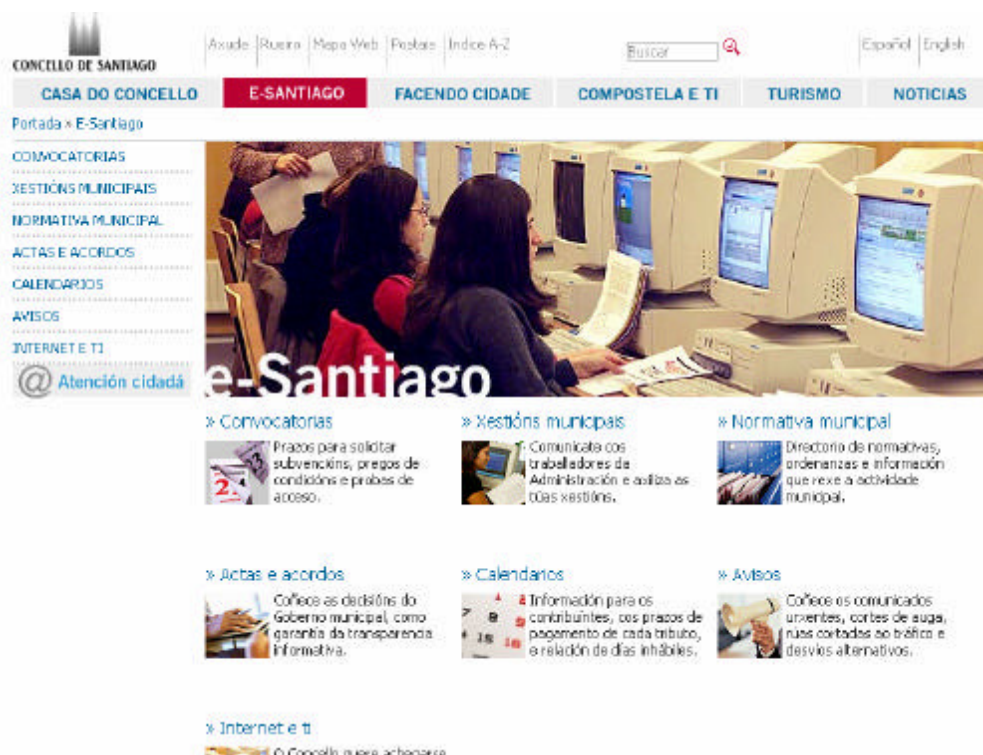 CONCELLO DE SANTIAGO
Axuda Rueiro Mapa Web Postais Indice A-Z
Buscar
Español English
CASA DO CONCELLO E-SANTIAGO FACENDO CIDADE COMPOSTELA E TI TURISMO NOTICIAS
Portada » E-Santiago
CONVOCATORIAS
XESTIÓNS MUNICIPAIS
NORMATIVA MUNICIPAL
ACTAS E ACORDOS
CALENDARIOS
AVISOS
INTERNET E TI
@ Atención cidadá
e-Santiago
» Convocatorias
Prazos para solicitar
subvencións, pregos de
condicións e probas de
acceso.
» Xestións municipais
Comunícate cos
traballadores da
Administración e axiliza as
túas xestións.
» Normativa municipal
Directorio de normativas,
ordenanzas e información
que rexe a actividade
municipal.
» Actas e acordos
Coñece as decisións do
Goberno municipal, como
garantía da transparencia
informativa.
» Calendarios
Información para os
contribuíntes, cos prazos de
pagamento de cada tributo,
e relación de días inhábiles.
» Avisos
Coñece os comunicados
urxentes, cortes de auga,
rúas cortadas ao tráfico e
desvíos alternativos.
» Internet e ti
O Concello quere achegarse